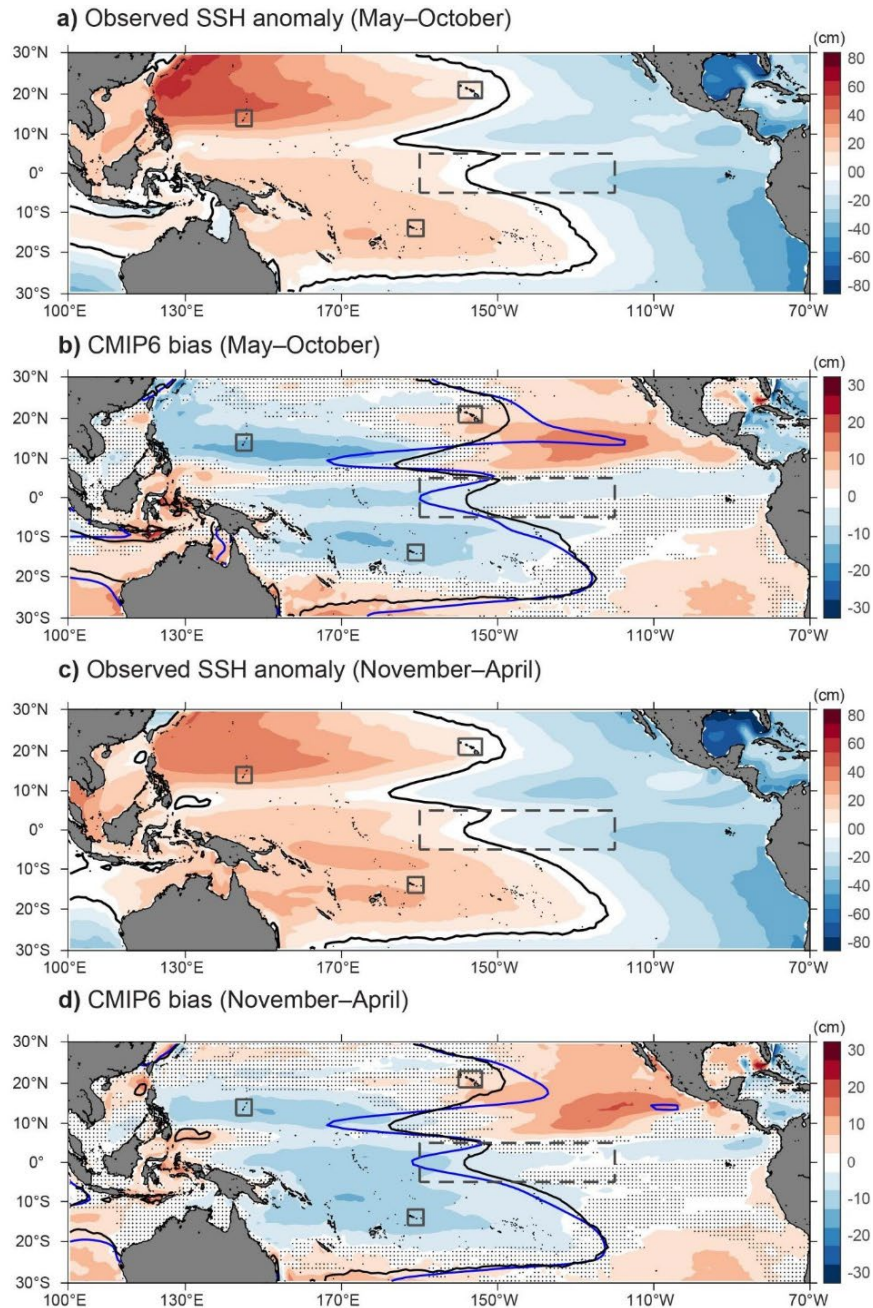 a) Observed SSH anomaly (May–October)
(cm)
30°N
20°N
10°N
0°
10°S
20°S
30°S
80
60
40
20
00
-20
-40
-60
-80
100°E 130°E 170°E 150°W 110°W 70°W
b) CMIP6 bias (May–October)
(cm)
30°N
20°N
10°N
0°
10°S
20°S
30°S
30
20
10
0
-10
-20
-30
100°E 130°E 170°E 150°W 110°W 70°W
c) Observed SSH anomaly (November–April)
(cm)
30°N
20°N
10°N
0°
10°S
20°S
30°S
80
60
40
20
00
-20
-40
-60
-80
100°E 130°E 170°E 150°W 110°W 70°W
d) CMIP6 bias (November–April)
(cm)
30°N
20°N
10°N
0°
10°S
20°S
30°S
30
20
10
0
-10
-20
-30
100°E 130°E 170°E 150°W 110°W 70°W